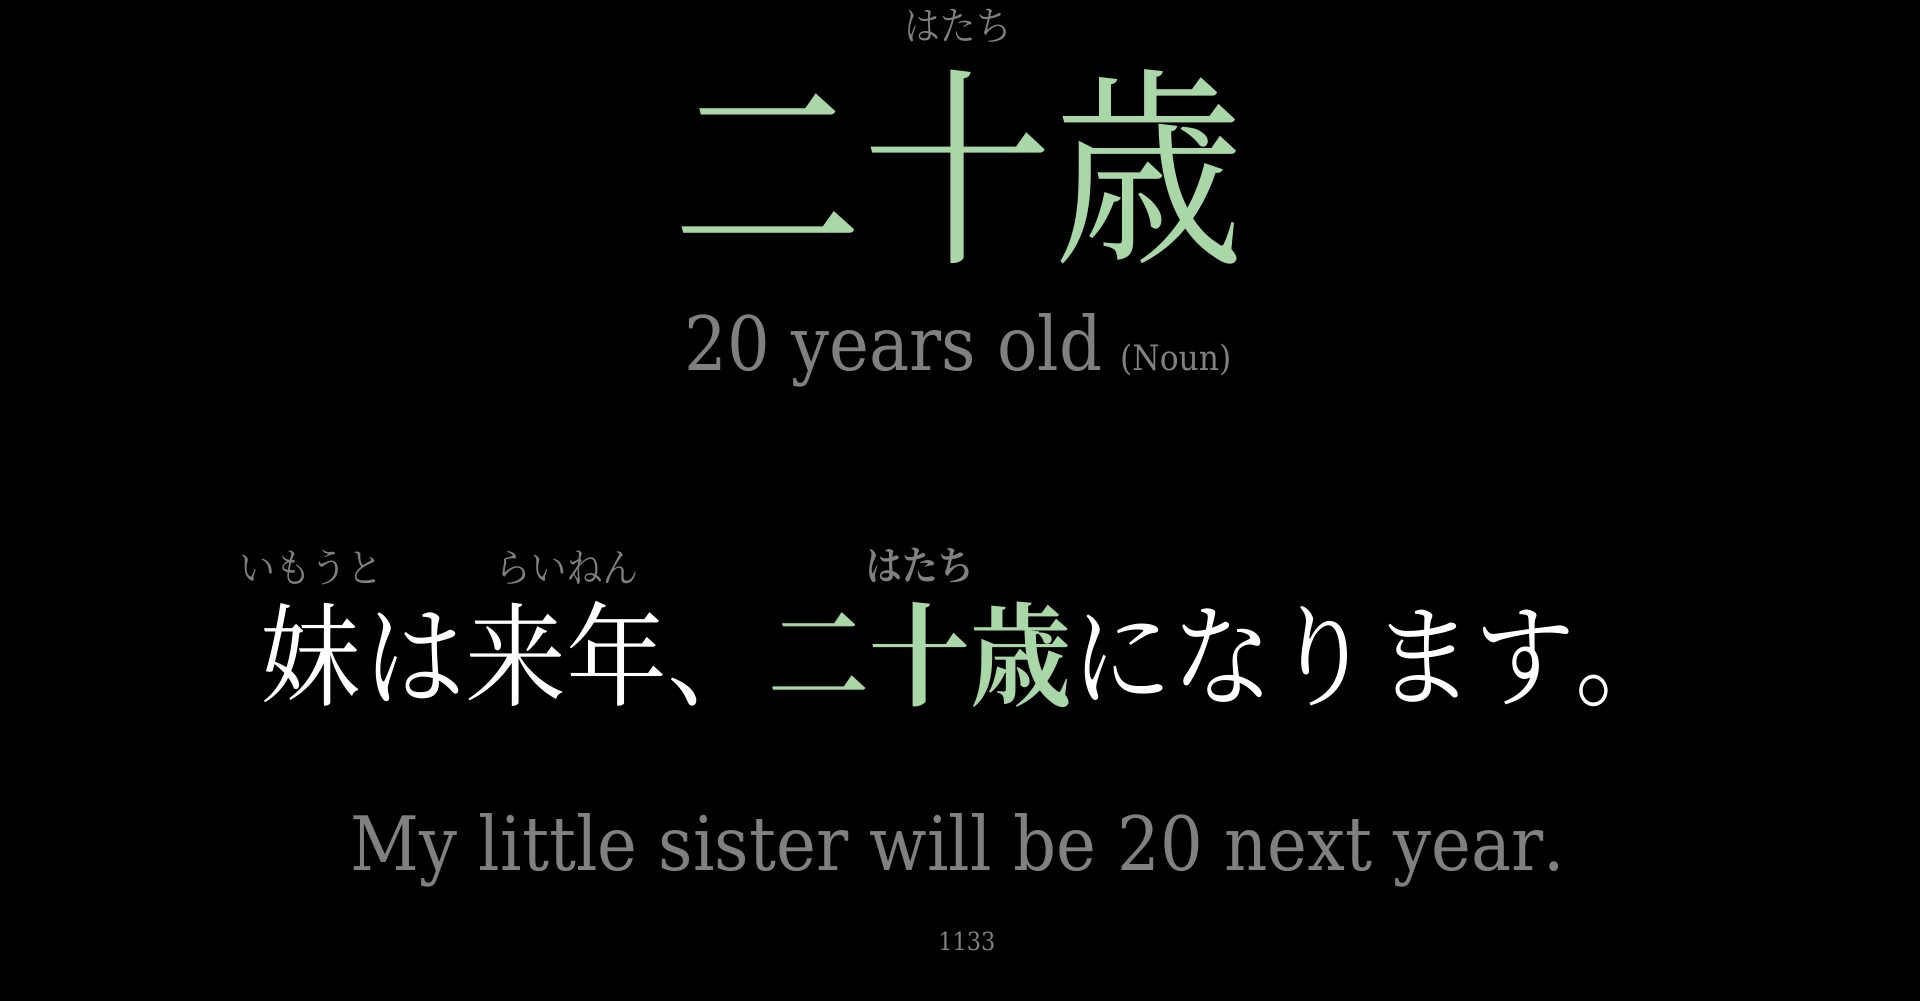 はたち
二十歳
20 years old (Noun)
いもうと らいねん はたち
妹は来年、二十歳になります。
My little sister will be 20 next year.
1133